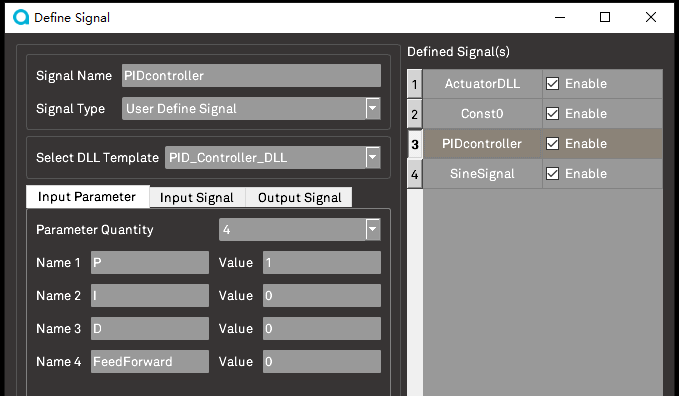 Define Signal
Signal Name PIDcontroller
Signal Type User Define Signal
Select DLL Template PID_Controller_DLL
Input Parameter Input Signal Output Signal
Parameter Quantity 4
Name 1 P Value 1
Name 2 I Value 0
Name 3 D Value 0
Name 4 FeedForward Value 0
Defined Signal(s)
1 ActuatorDLL Enable
2 Const0 Enable
3 PIDcontroller Enable
4 SineSignal Enable